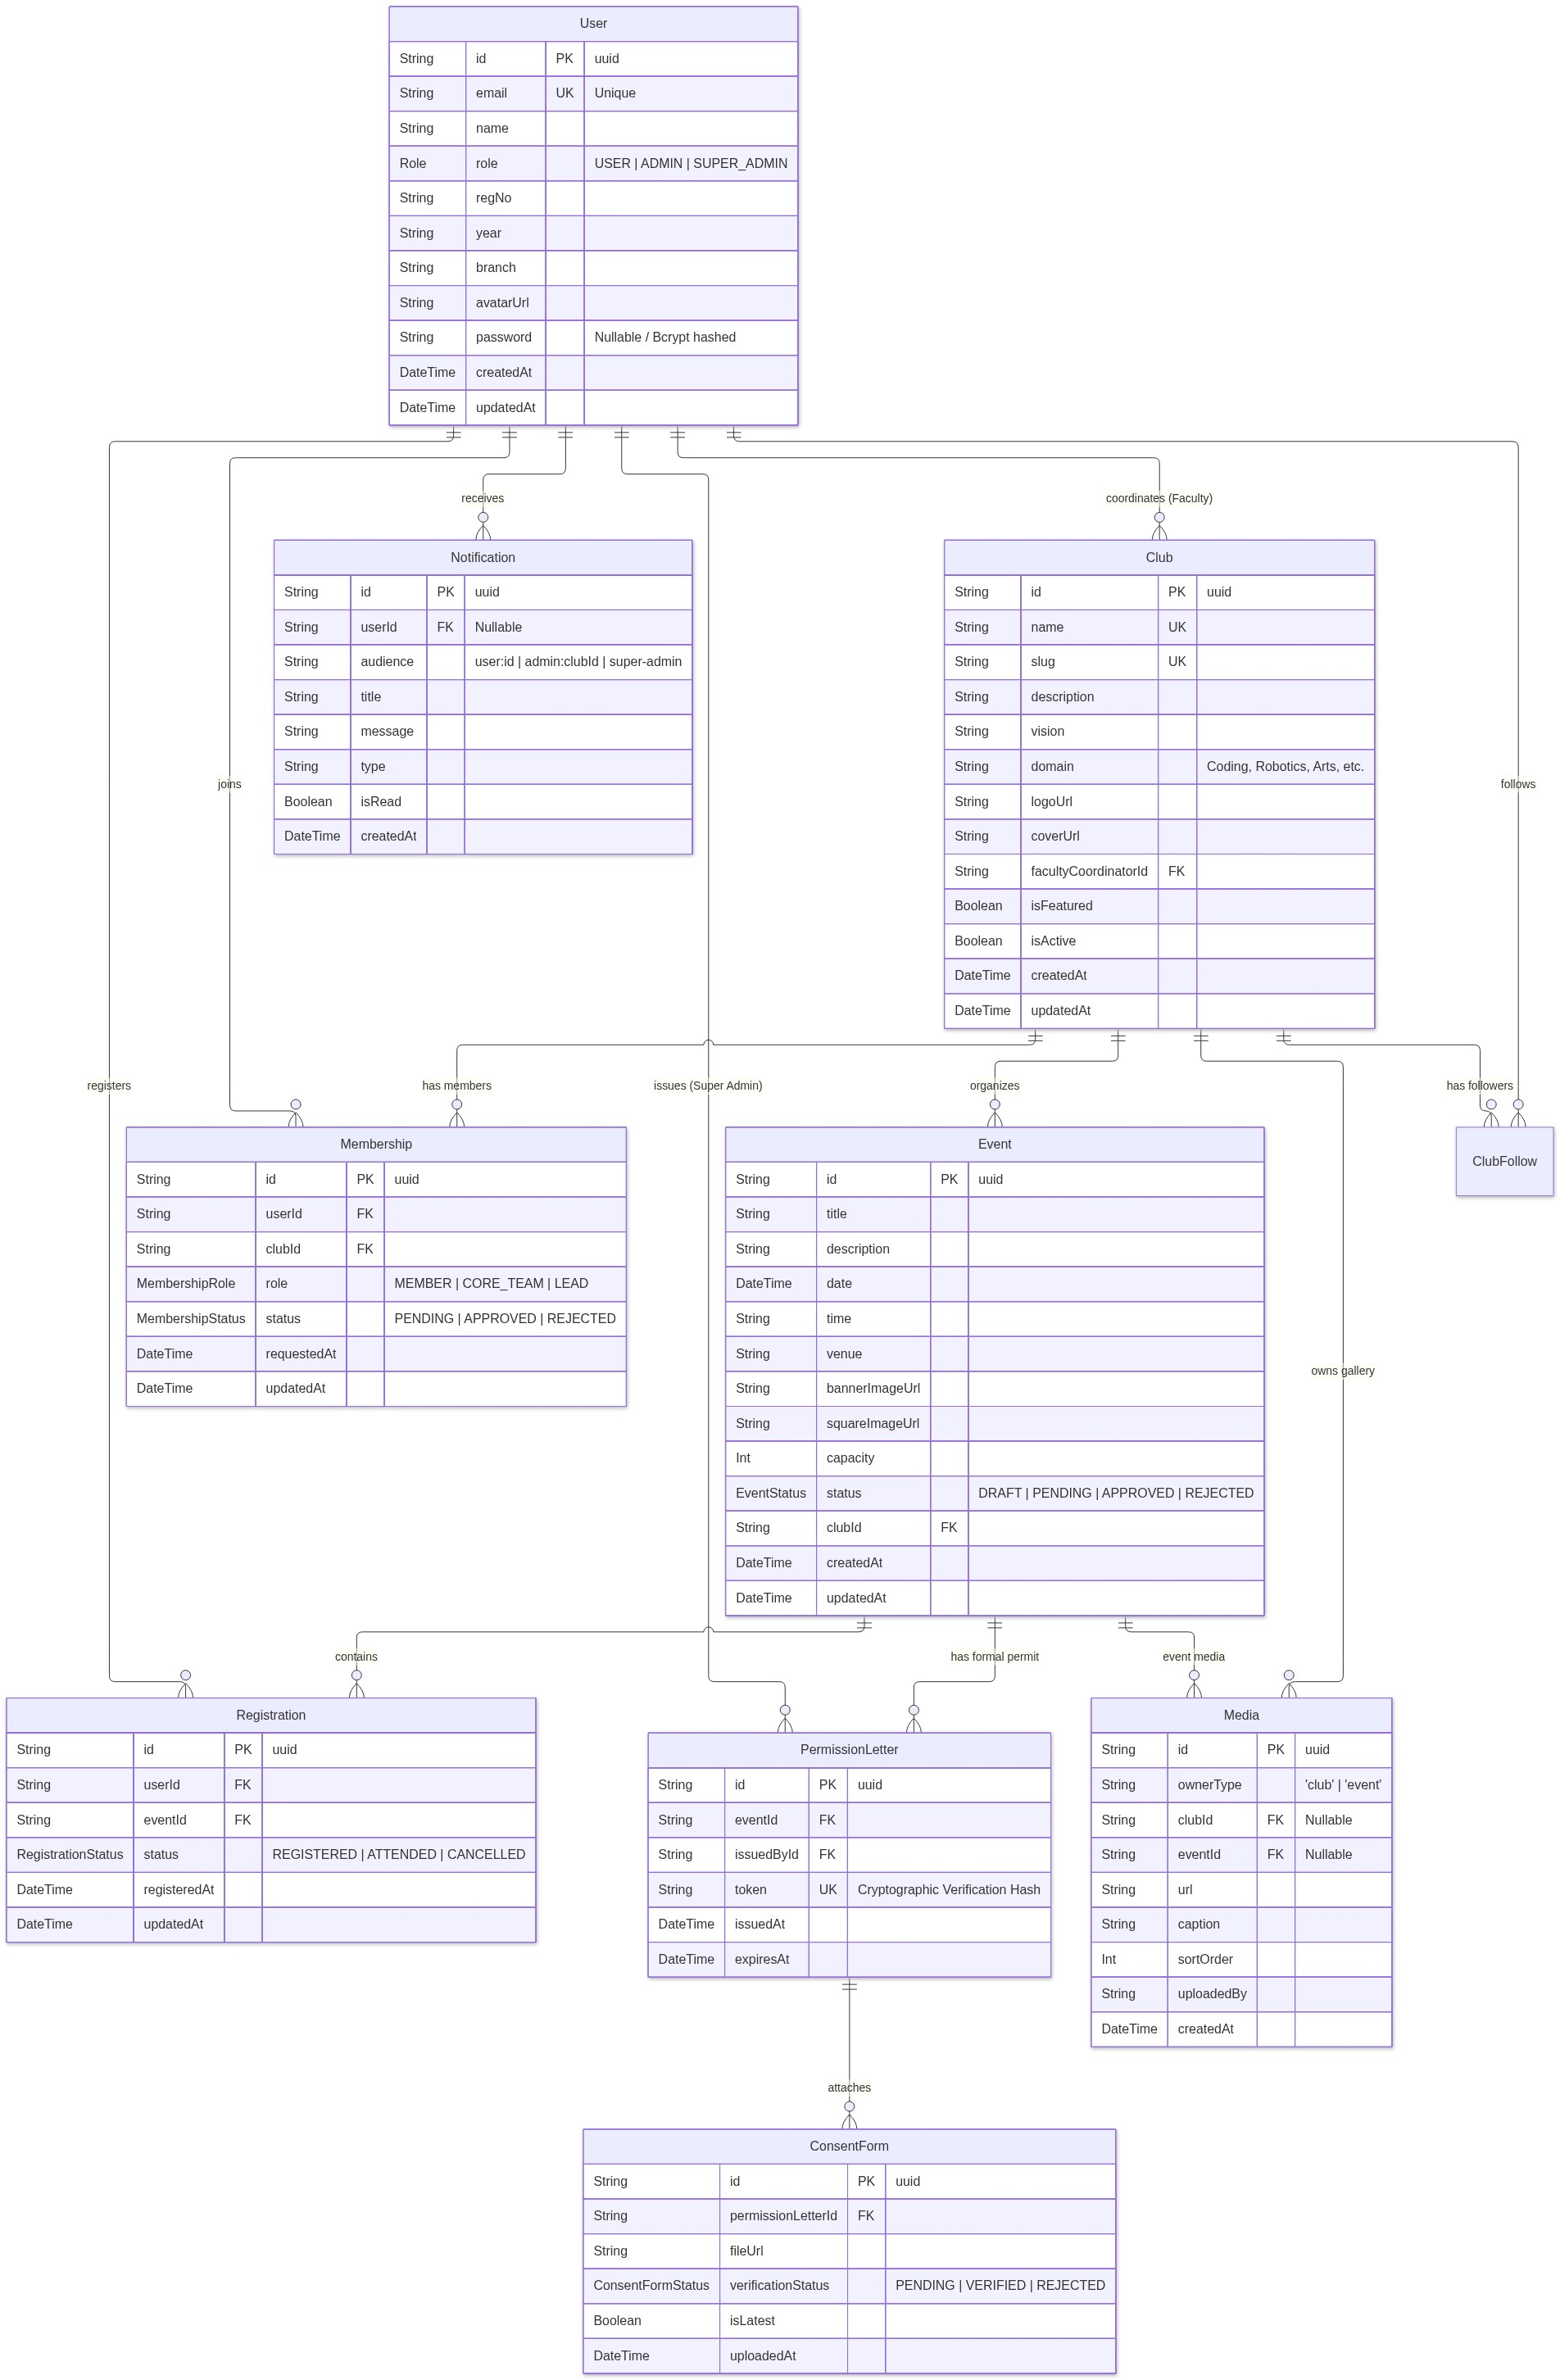 User
String id PK uuid
String email UK Unique
String name
Role role USER | ADMIN | SUPER_ADMIN
String regNo
String year
String branch
String avatarUrl
String password Nullable / Bcrypt hashed
DateTime createdAt
DateTime updatedAt
receives
coordinates (Faculty)
Notification
String id PK uuid
String userId FK Nullable
String audience user:id | admin:clubId | super-admin
String title
String message
String type
Boolean isRead
DateTime createdAt
Club
String id PK uuid
String name UK
String slug UK
String description
String vision
String domain Coding, Robotics, Arts, etc.
String logoUrl
String coverUrl
String facultyCoordinatorId FK
Boolean isFeatured
Boolean isActive
DateTime createdAt
DateTime updatedAt
joins
follows
registers
has members
issues (Super Admin)
organizes
has followers
Membership
String id PK uuid
String userId FK
String clubId FK
MembershipRole role MEMBER | CORE_TEAM | LEAD
MembershipStatus status PENDING | APPROVED | REJECTED
DateTime requestedAt
DateTime updatedAt
Event
String id PK uuid
String title
String description
DateTime date
String time
String venue
String bannerImageUrl
String squareImageUrl
Int capacity
EventStatus status DRAFT | PENDING | APPROVED | REJECTED
String clubId FK
DateTime createdAt
DateTime updatedAt
ClubFollow
owns gallery
contains
has formal permit
event media
Registration
String id PK uuid
String userId FK
String eventId FK
RegistrationStatus status REGISTERED | ATTENDED | CANCELLED
DateTime registeredAt
DateTime updatedAt
PermissionLetter
String id PK uuid
String eventId FK
String issuedById FK
String token UK Cryptographic Verification Hash
DateTime issuedAt
DateTime expiresAt
Media
String id PK uuid
String ownerType 'club' | 'event'
String clubId FK Nullable
String eventId FK Nullable
String url
String caption
Int sortOrder
String uploadedBy
DateTime createdAt
attaches
ConsentForm
String id PK uuid
String permissionLetterId FK
String fileUrl
ConsentFormStatus verificationStatus PENDING | VERIFIED | REJECTED
Boolean isLatest
DateTime uploadedAt